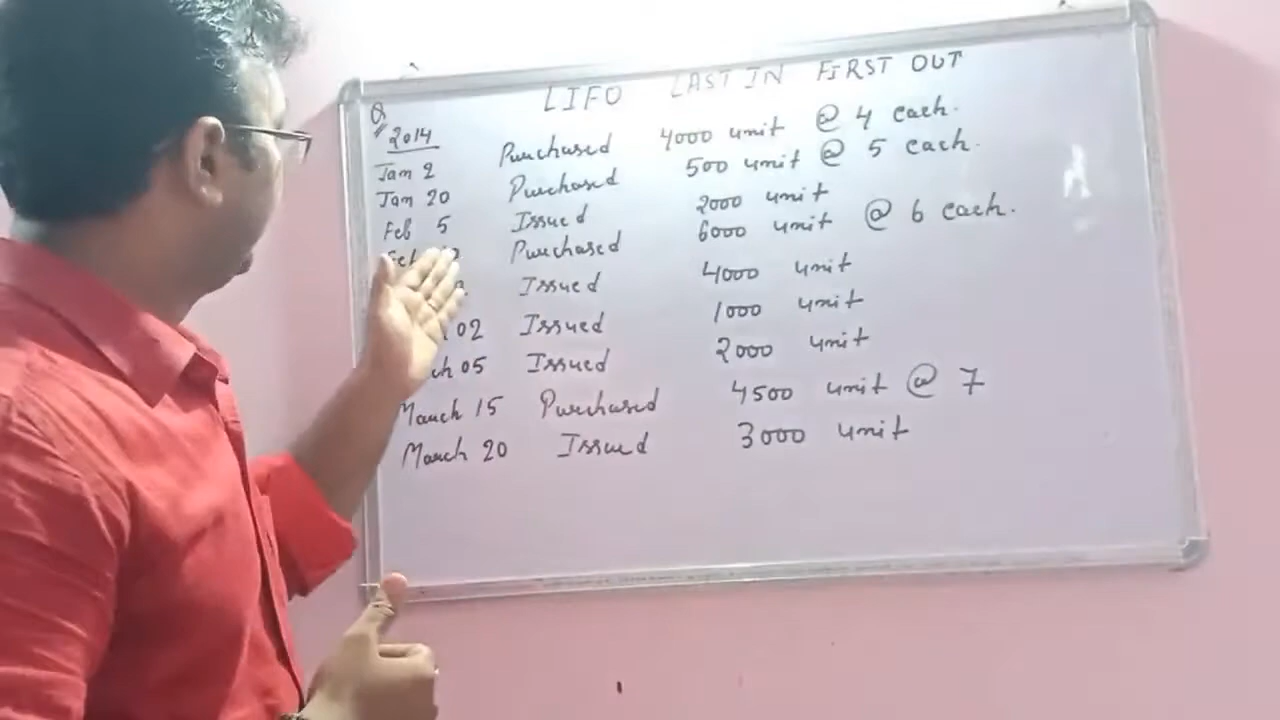 LIFO LAST IN FIRST OUT
Q.
2014
Jan 2 Purchased 4000 unit @ 4 each.
Jan 20 Purchased 500 unit @ 5 each.
Feb 5 Issued 2000 unit
Purchased 6000 unit @ 6 each.
Issued 4000 unit
02 Issued 1000 unit
05 Issued 2000 unit
March 15 Purchased 4500 unit @ 7
March 20 Issued 3000 unit